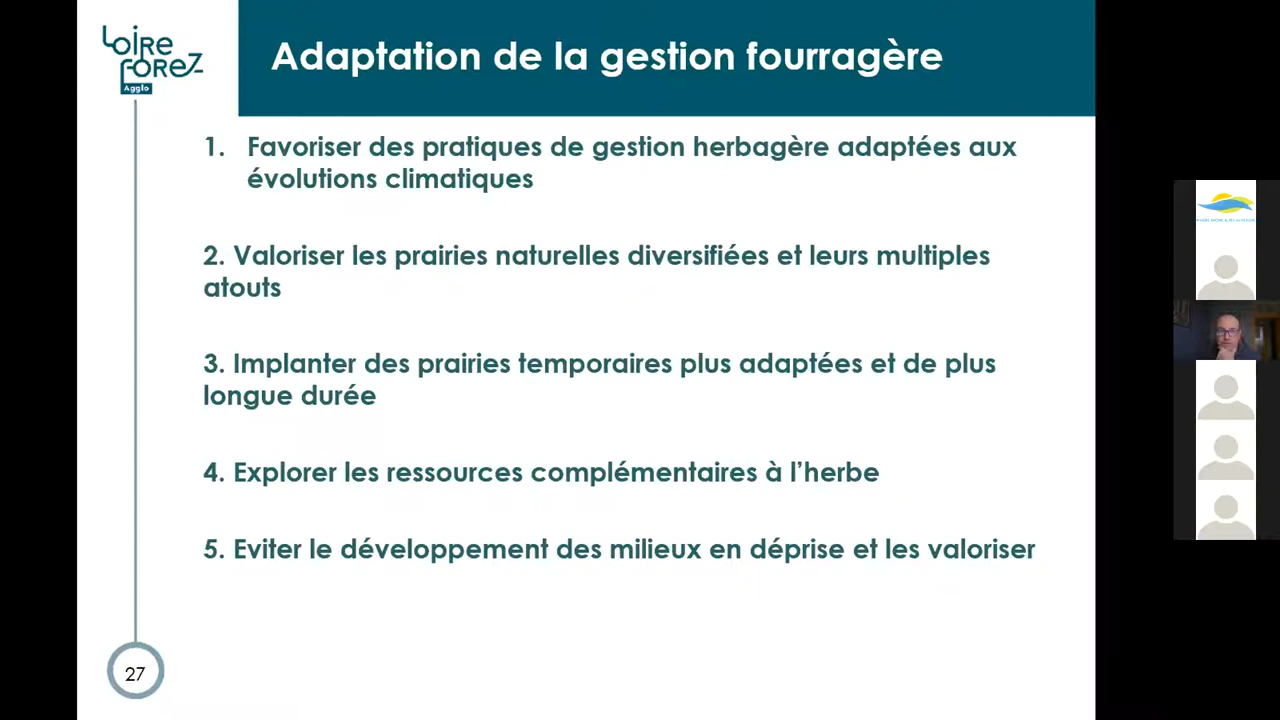 Loire
Forez
Agglo
Adaptation de la gestion fourragère
1. Favoriser des pratiques de gestion herbagère adaptées aux
évolutions climatiques
2. Valoriser les prairies naturelles diversifiées et leurs multiples
atouts
3. Implanter des prairies temporaires plus adaptées et de plus
longue durée
4. Explorer les ressources complémentaires à l’herbe
5. Eviter le développement des milieux en déprise et les valoriser
27